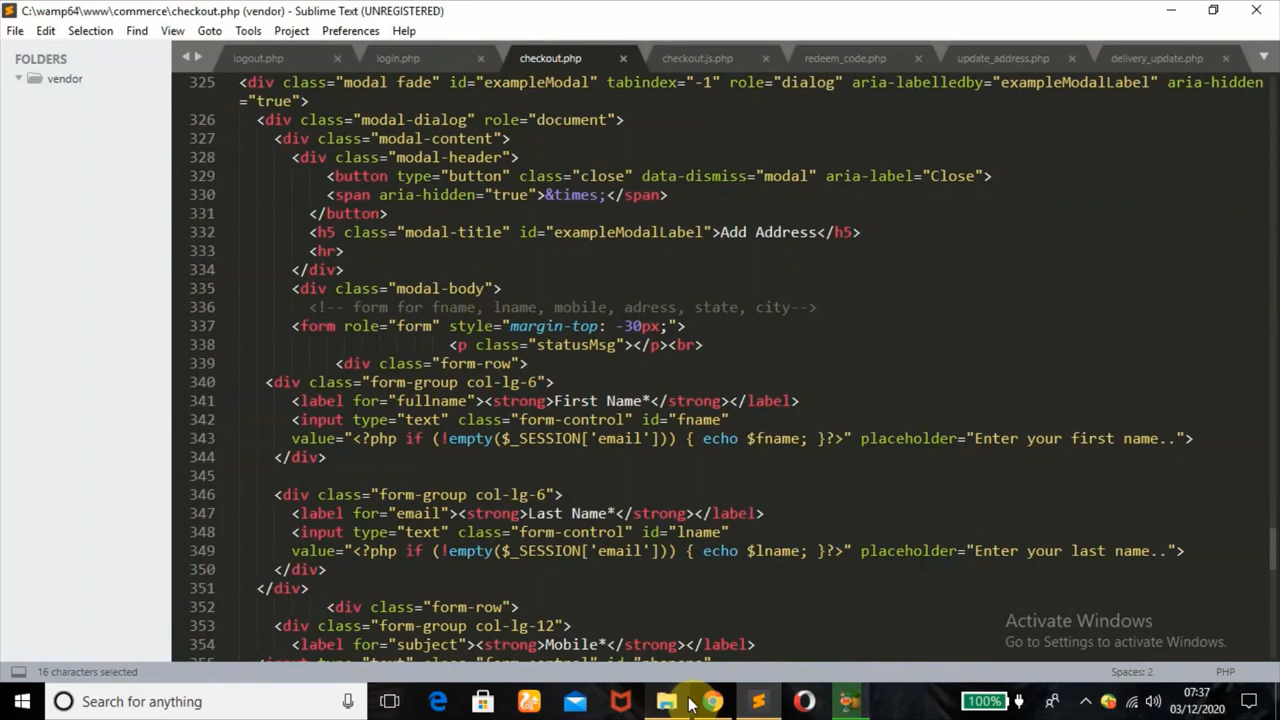 C:\wamp64\www\commerce\checkout.php (vendor) - Sublime Text (UNREGISTERED)
File Edit Selection Find View Goto Tools Project Preferences Help
FOLDERS
vendor
logout.php login.php checkout.php checkout.js.php redeem_code.php update_address.php delivery_update.php
325 <div class="modal fade" id="exampleModal" tabindex="-1" role="dialog" aria-labelledby="exampleModalLabel" aria-hidden
="true">
326 <div class="modal-dialog" role="document">
327 <div class="modal-content">
328 <div class="modal-header">
329 <button type="button" class="close" data-dismiss="modal" aria-label="Close">
330 <span aria-hidden="true">&times;</span>
331 </button>
332 <h5 class="modal-title" id="exampleModalLabel">Add Address</h5>
333 <hr>
334 </div>
335 <div class="modal-body">
336 <!-- form for fname, lname, mobile, adress, state, city-->
337 <form role="form" style="margin-top: -30px;">
338 <p class="statusMsg"></p><br>
339 <div class="form-row">
340 <div class="form-group col-lg-6">
341 <label for="fullname"><strong>First Name*</strong></label>
342 <input type="text" class="form-control" id="fname"
343 value="<?php if (!empty($_SESSION['email'])) { echo $fname; }?>" placeholder="Enter your first name..">
344 </div>
345
346 <div class="form-group col-lg-6">
347 <label for="email"><strong>Last Name*</strong></label>
348 <input type="text" class="form-control" id="lname"
349 value="<?php if (!empty($_SESSION['email'])) { echo $lname; }?>" placeholder="Enter your last name..">
350 </div>
351 </div>
352 <div class="form-row">
353 <div class="form-group col-lg-12">
354 <label for="subject"><strong>Mobile*</strong></label>
Activate Windows
Go to Settings to activate Windows.
16 characters selected Spaces: 2 PHP
Search for anything
100%
07:37
03/12/2020